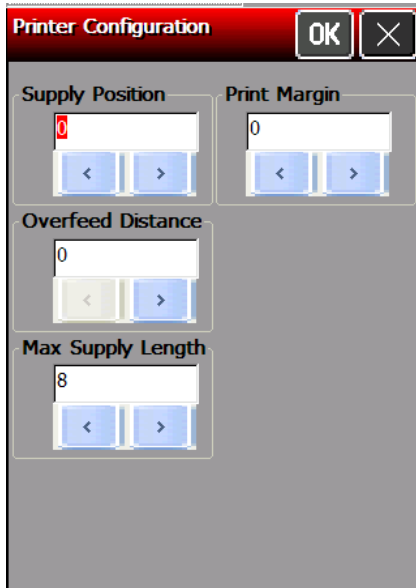 Printer Configuration OK
Supply Position Print Margin
0 0
Overfeed Distance
0
Max Supply Length
8